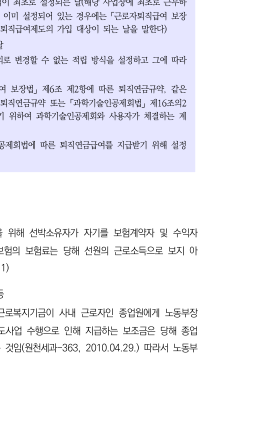 이 최초로 설정되는 날(해당 사업장에 최초로 근무하
이미 설정되어 있는 경우에는 「근로자퇴직급여 보장
퇴직급여제도의 가입 대상이 되는 날을 말한다)
날
의로 변경할 수 없는 적립 방식을 설정하고 그에 따라
여 보장법」 제6조 제2항에 따른 퇴직연금규약, 같은
퇴직연금규약 또는 「과학기술인공제회법」 제16조의2
기 위하여 과학기술인공제회와 사용자가 체결하는 계
공제회법에 따른 퇴직연금급여를 지급받기 위해 설정
을 위해 선박소유자가 자기를 보험계약자 및 수익자
보험의 보험료는 당해 선원의 근로소득으로 보지 아
1)
등
근로복지기금이 사내 근로자인 종업원에게 노동부장
도사업 수행으로 인해 지급하는 보조금은 당해 종업
것임(원천세과-363, 2010.04.29.) 따라서 노동부